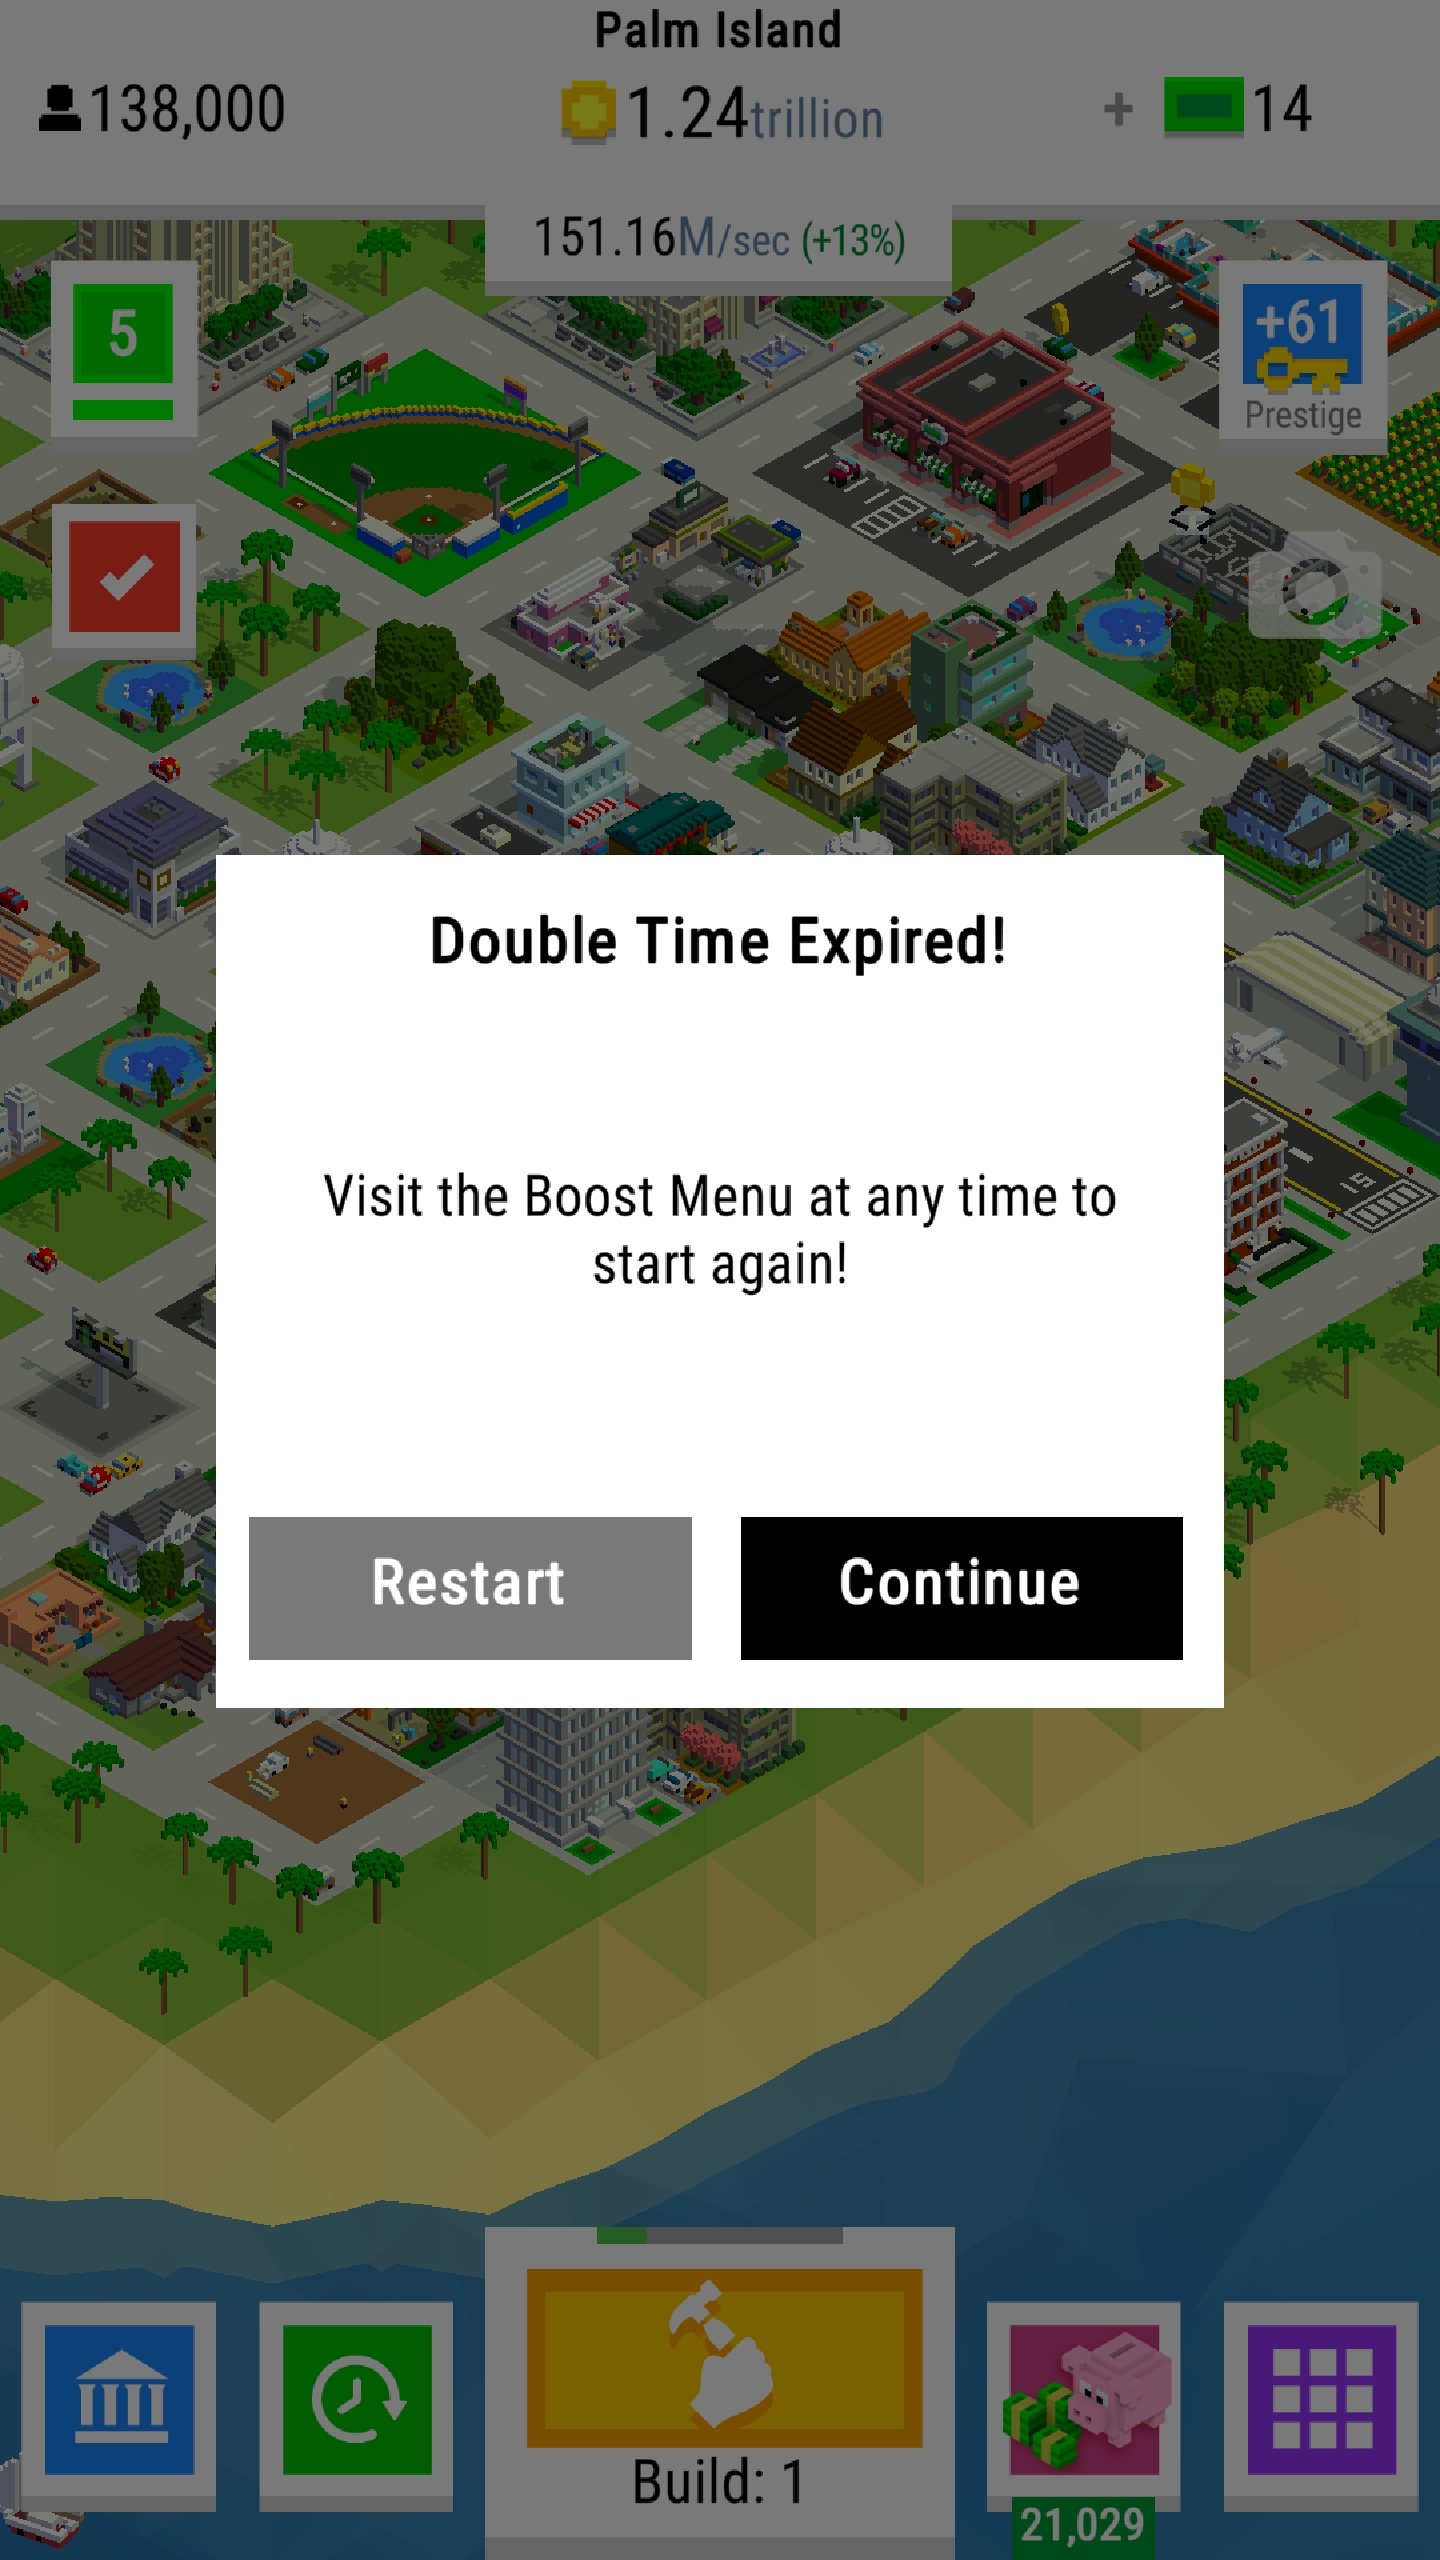 Palm Island
138,000
1.24trillion
+ 14
151.16M/sec (+13%)
5
+61
Prestige
Double Time Expired!
Visit the Boost Menu at any time to
start again!
15
Restart
Continue
Build: 1
21,029